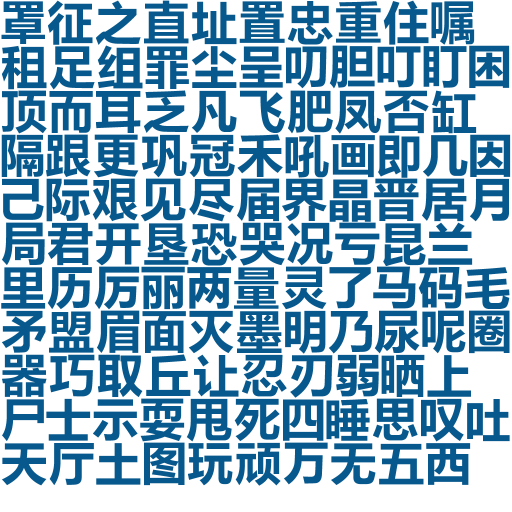 罩征之直址置忠重住嘱
租足组罪尘呈叨胆叮盯困
顶而耳乏凡飞肥凤否缸
隔跟更巩冠禾吼画即几因
己际艰见尽届界晶晋居月
局君开垦恐哭况亏昆兰
里历厉丽两量灵了马码毛
矛盟眉面灭墨明乃尿呢圈
器巧取丘让忍刃弱晒上
尸士示耍甩死四睡思叹吐
天厅土图玩顽万无五西